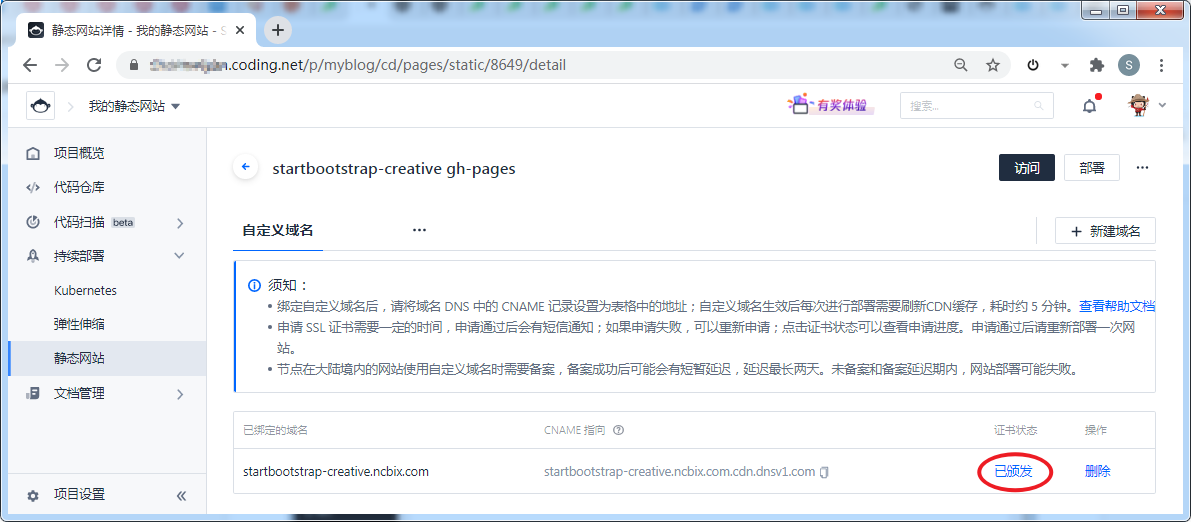 静态网站详情 - 我的静态网站 - S
.coding.net/p/myblog/cd/pages/static/8649/detail
S
我的静态网站
有奖体验
搜索...
项目概览
代码仓库
代码扫描 beta
持续部署
Kubernetes
弹性伸缩
静态网站
文档管理
项目设置
startbootstrap-creative gh-pages
访问
部署
自定义域名
+ 新建域名
须知：
• 绑定自定义域名后，请将域名 DNS 中的 CNAME 记录设置为表格中的地址；自定义域名生效后每次进行部署需要刷新CDN缓存，耗时约 5 分钟。查看帮助文档
• 申请 SSL 证书需要一定的时间，申请通过后会有短信通知；如果申请失败，可以重新申请；点击证书状态可以查看申请进度。申请通过后请重新部署一次网
站。
• 节点在大陆境内的网站使用自定义域名时需要备案，备案成功后可能会有短暂延迟，延迟最长两天。未备案和备案延迟期内，网站部署可能失败。
已绑定的域名 CNAME 指向 证书状态 操作
startbootstrap-creative.ncbix.com startbootstrap-creative.ncbix.com.cdn.dnsv1.com 已颁发 删除